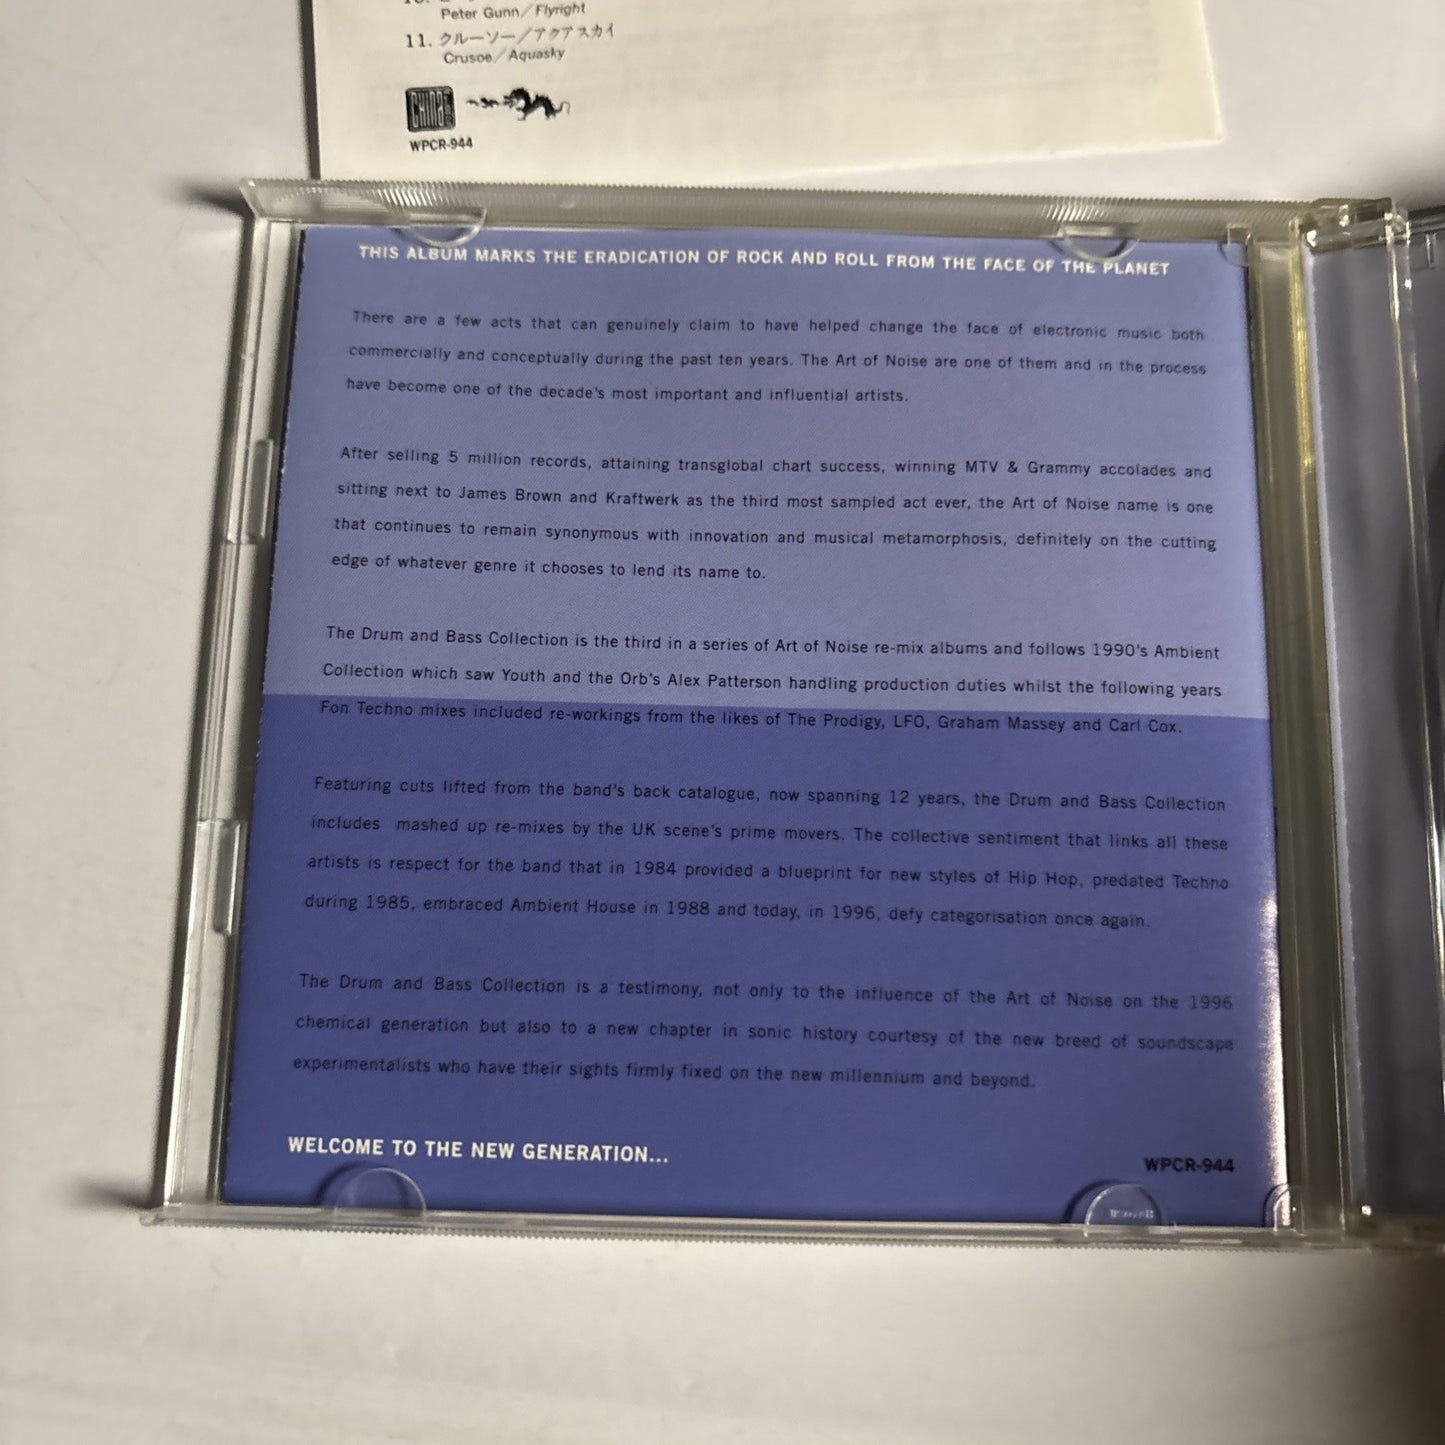 Peter Gunn／Flyright
11. クルーソー／アクアスカイ
Crusoe／Aquasky
CHINA
WPCR-944
THIS ALBUM MARKS THE ERADICATION OF ROCK AND ROLL FROM THE FACE OF THE PLANET
There are a few acts that can genuinely claim to have helped change the face of electronic music both
commercially and conceptually during the past ten years. The Art of Noise are one of them and in the process
have become one of the decade's most important and influential artists.
After selling 5 million records, attaining transglobal chart success, winning MTV & Grammy accolades and
sitting next to James Brown and Kraftwerk as the third most sampled act ever, the Art of Noise name is one
that continues to remain synonymous with innovation and musical metamorphosis, definitely on the cutting
edge of whatever genre it chooses to lend its name to.
The Drum and Bass Collection is the third in a series of Art of Noise re-mix albums and follows 1990's Ambient
Collection which saw Youth and the Orb's Alex Patterson handling production duties whilst the following years
Fon Techno mixes included re-workings from the likes of The Prodigy, LFO, Graham Massey and Carl Cox.
Featuring cuts lifted from the band's back catalogue, now spanning 12 years, the Drum and Bass Collection
includes mashed up re-mixes by the UK scene's prime movers. The collective sentiment that links all these
artists is respect for the band that in 1984 provided a blueprint for new styles of Hip Hop, predated Techno
during 1985, embraced Ambient House in 1988 and today, in 1996, defy categorisation once again.
The Drum and Bass Collection is a testimony, not only to the influence of the Art of Noise on the 1996
chemical generation but also to a new chapter in sonic history courtesy of the new breed of soundscape
experimentalists who have their sights firmly fixed on the new millennium and beyond.
WELCOME TO THE NEW GENERATION...
WPCR-944